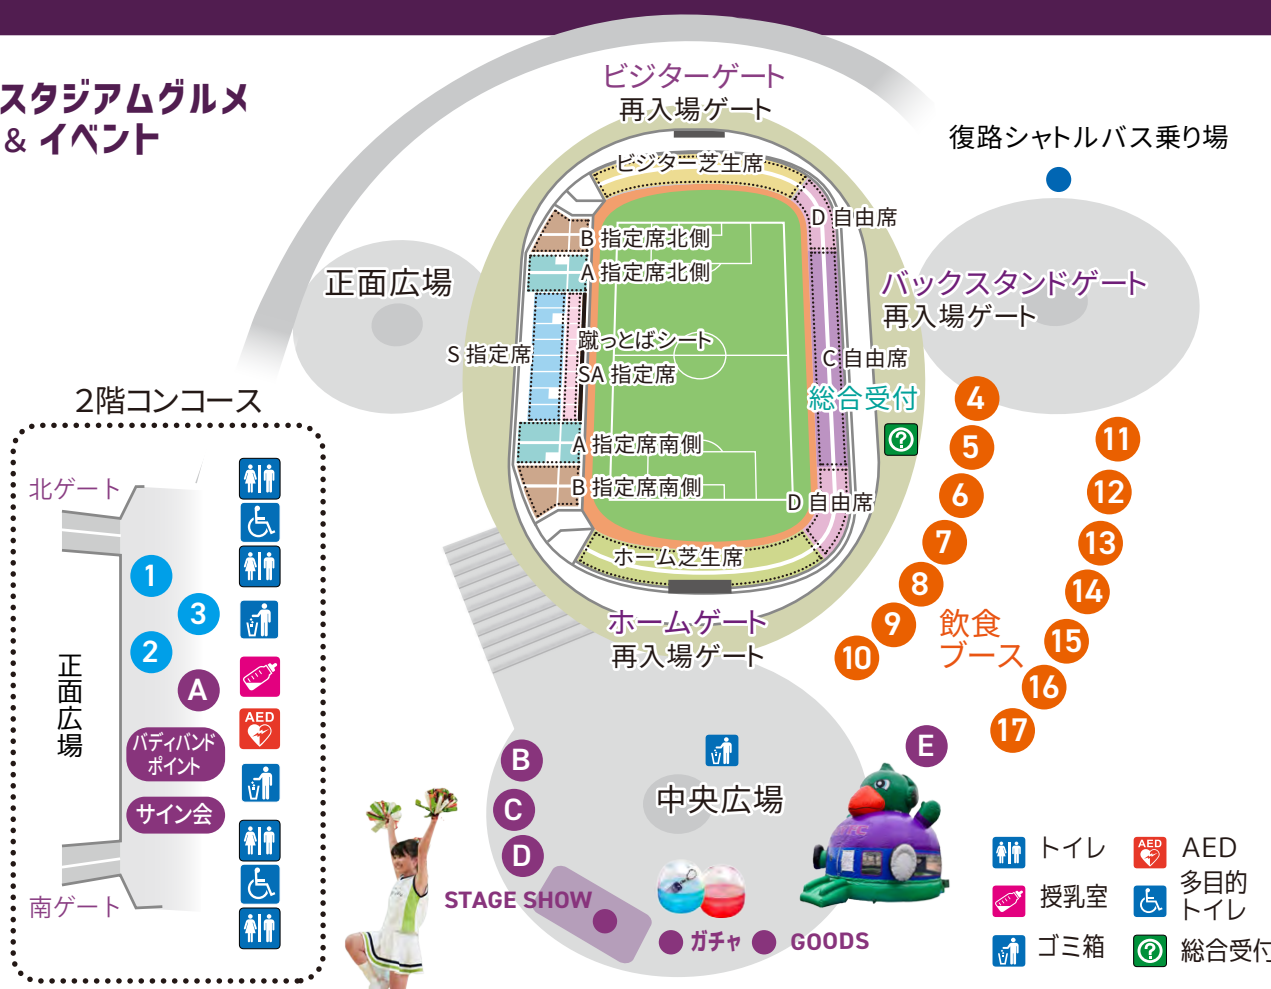 スタジアムグルメ
& イベント
ビジターゲート
再入場ゲート
復路シャトルバス乗り場
ビジター芝生席
D 自由席
B 指定席北側
A 指定席北側
正面広場
バックスタンドゲート
再入場ゲート
蹴っとばシート
S 指定席
SA 指定席
C 自由席
総合受付
A 指定席南側
B 指定席南側
D 自由席
ホーム芝生席
ホームゲート
再入場ゲート
4
5
6
7
8
9
10
11
12
13
14
15
16
17
飲食
ブース
2階コンコース
北ゲート
1
3
2
A
正面広場
バディバンド
ポイント
サイン会
南ゲート
AED
B
C
D
E
中央広場
STAGE SHOW
ガチャ
GOODS
トイレ
AED
AED
授乳室
多目的
トイレ
ゴミ箱
総合受付